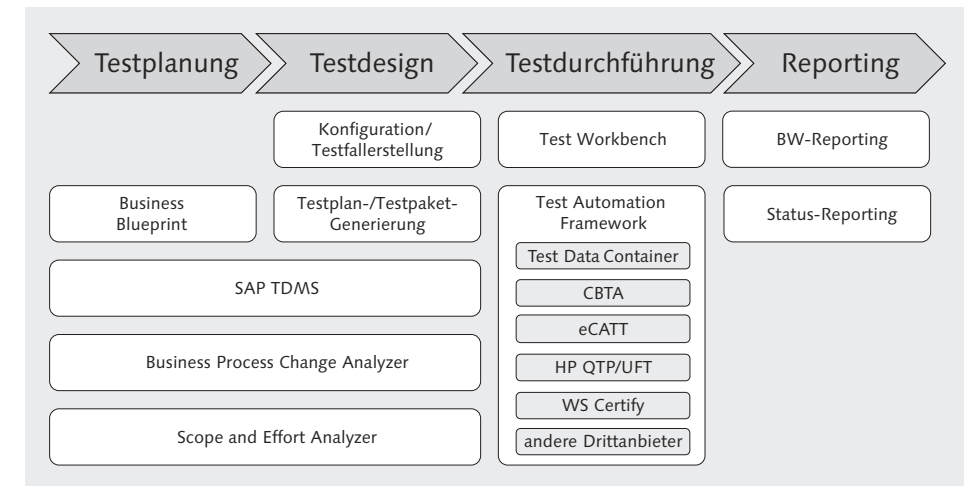 Testplanung
Testdesign
Testdurchführung
Reporting
Konfiguration/
Testfallerstellung
Test Workbench
BW-Reporting
Business
Blueprint
Testplan-/Testpaket-
Generierung
Test Automation
Framework
Status-Reporting
Test Data Container
SAP TDMS
CBTA
eCATT
Business Process Change Analyzer
HP QTP/UFT
WS Certify
Scope and Effort Analyzer
andere Drittanbieter